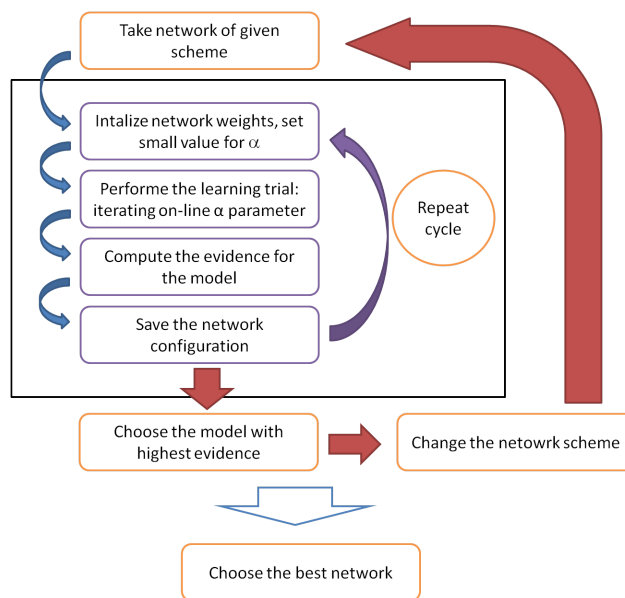 Take network of given
scheme
Intalize network weights, set
small value for α
Performe the learning trial:
iterating on-line α parameter
Repeat
cycle
Compute the evidence for
the model
Save the network
configuration
Choose the model with
highest evidence
Change the netowrk scheme
Choose the best network